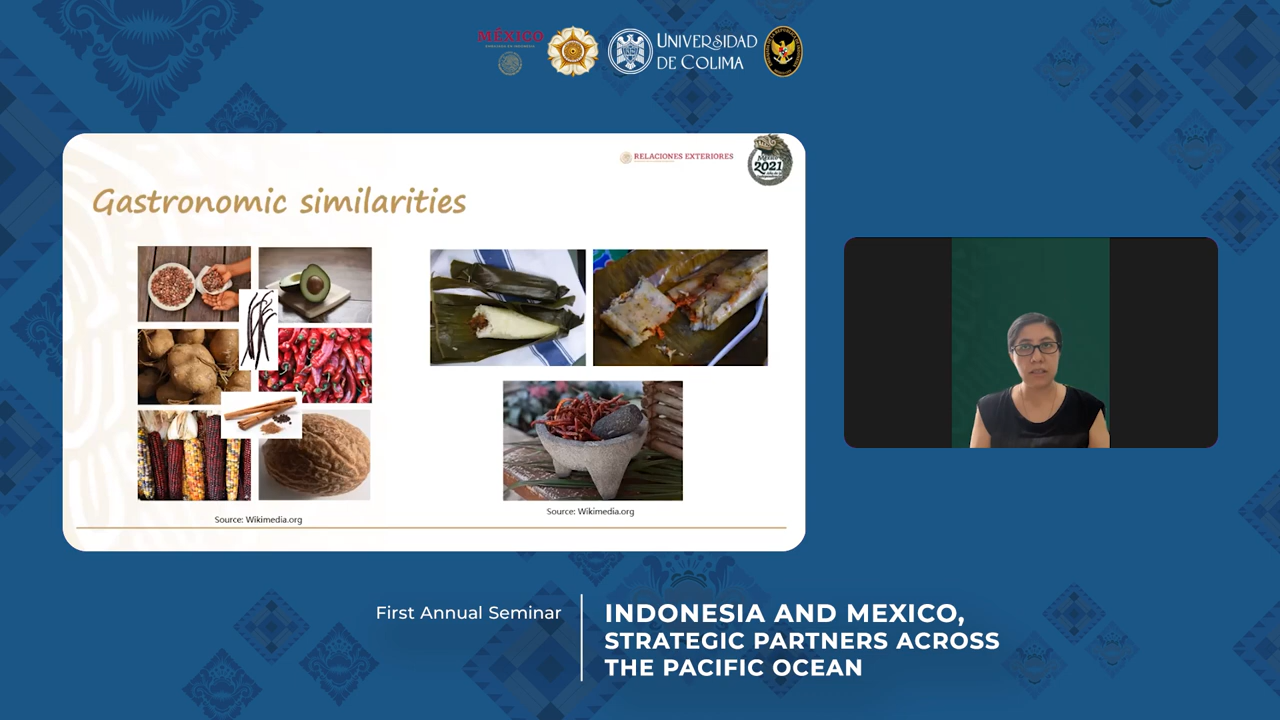 MÉXICO
UNIVERSIDAD
DE COLIMA
RELACIONES EXTERIORES
México
2021
Gastronomic similarities
Source: Wikimedia.org
Source: Wikimedia.org
First Annual Seminar
INDONESIA AND MEXICO,
STRATEGIC PARTNERS ACROSS
THE PACIFIC OCEAN